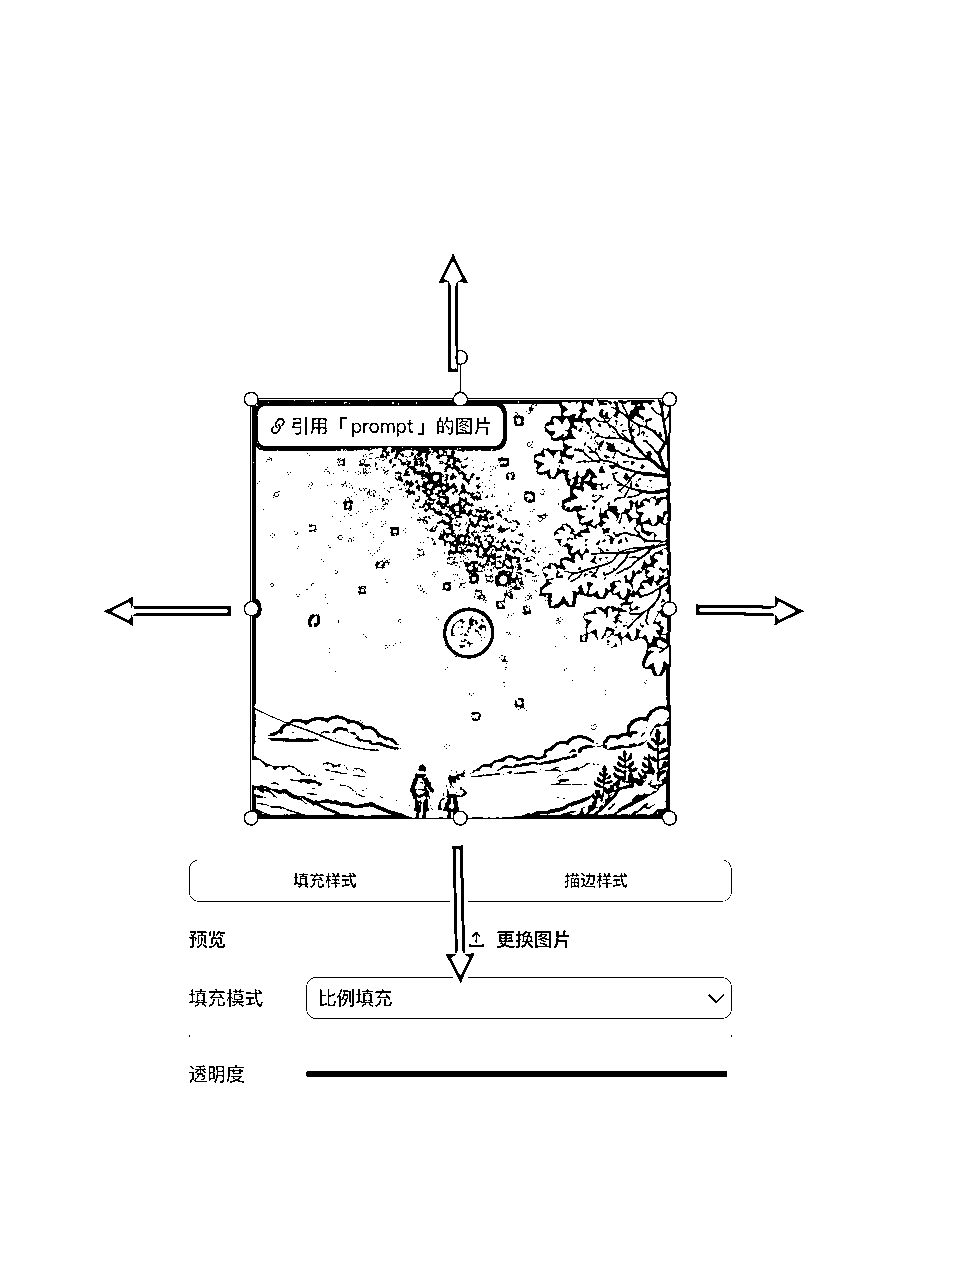 引用「prompt」的图片
填充样式 描边样式
预览 更换图片
填充模式 比例填充
透明度